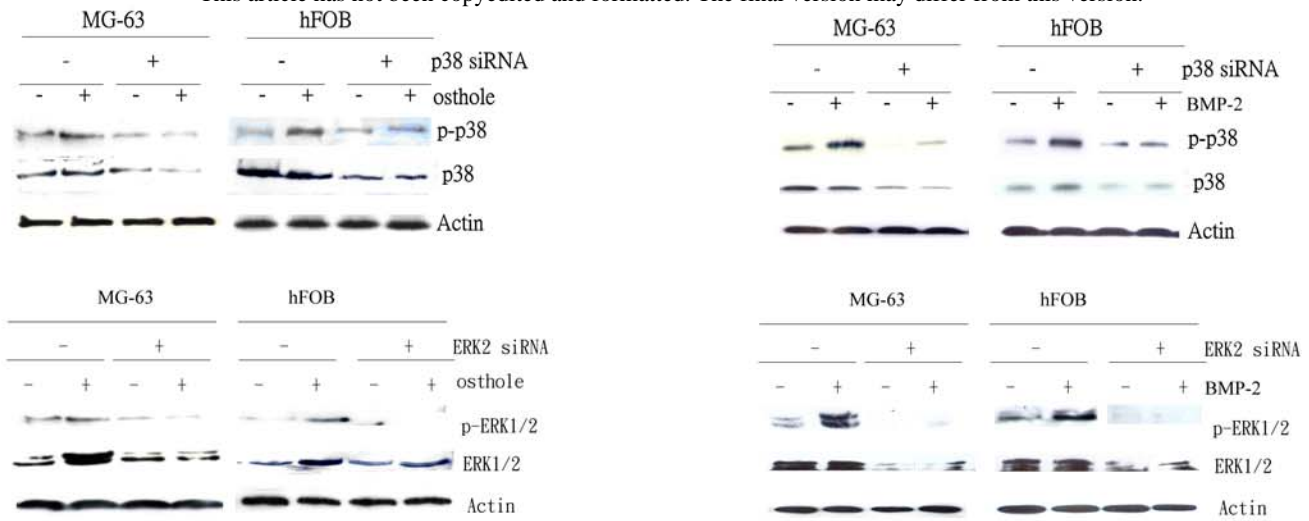 This article has not been copyedited and formatted. The final version may differ from this version.
MG-63 hFOB
- + - + p38 siRNA
- + - + - + - + osthole
p-p38
p38
Actin
MG-63 hFOB
- + - + p38 siRNA
- + - + - + - + BMP-2
p-p38
p38
Actin
MG-63 hFOB
- + - + ERK2 siRNA
- + - + - + - + osthole
p-ERK1/2
ERK1/2
Actin
MG-63 hFOB
- + - + ERK2 siRNA
- + - + - + - + BMP-2
p-ERK1/2
ERK1/2
Actin